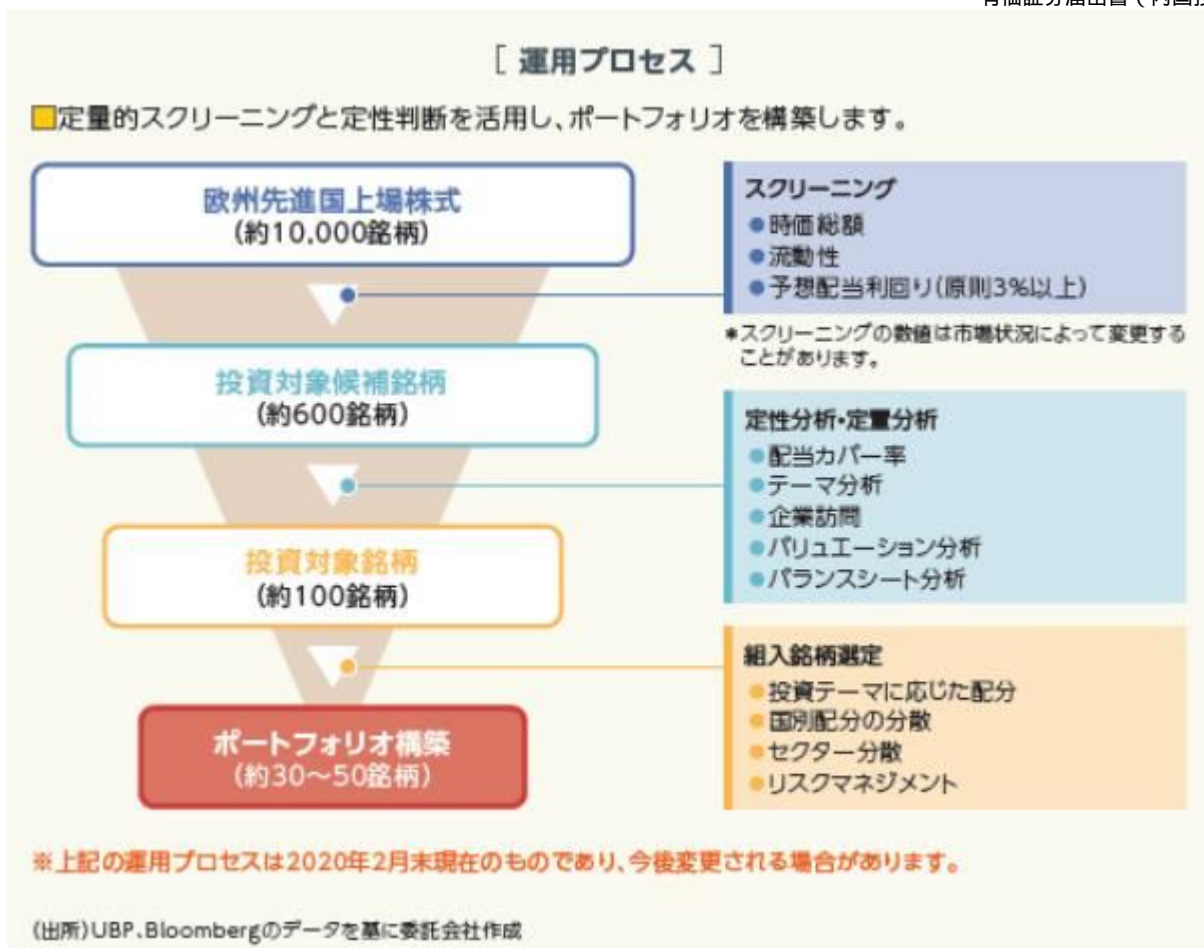 [ 運用プロセス ]
定量的スクリーニングと定性判断を活用し、ポートフォリオを構築します。
欧州先進国上場株式
(約10,000銘柄)
スクリーニング
●時価総額
●流動性
●予想配当利回り(原則3%以上)
*スクリーニングの数値は市場状況によって変更する
ことがあります。
投資対象候補銘柄
(約600銘柄)
定性分析・定量分析
●配当カバー率
●テーマ分析
●企業訪問
●バリュエーション分析
●バランスシート分析
投資対象銘柄
(約100銘柄)
組入銘柄選定
●投資テーマに応じた配分
●国別配分の分散
●セクター分散
●リスクマネジメント
ポートフォリオ構築
(約30~50銘柄)
※上記の運用プロセスは2020年2月末現在のものであり、今後変更される場合があります。
(出所)UBP、Bloombergのデータを基に委託会社作成